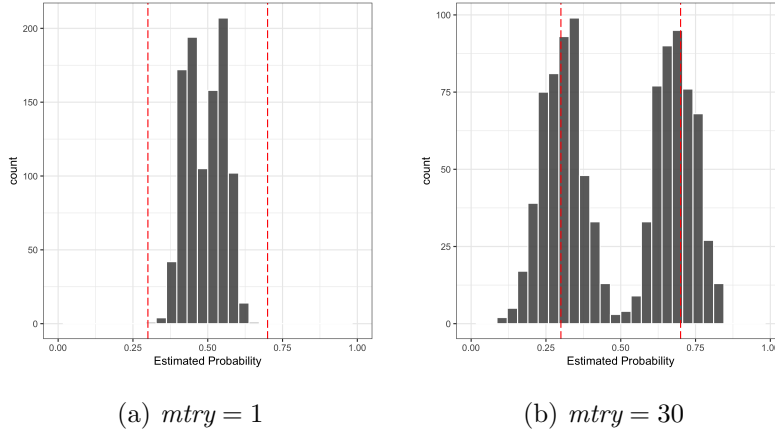 200
150
100
50
0
count
0.00 0.25 0.50 0.75 1.00
Estimated Probability
(a) mtry = 1
100
75
50
25
0
count
0.00 0.25 0.50 0.75 1.00
Estimated Probability
(b) mtry = 30